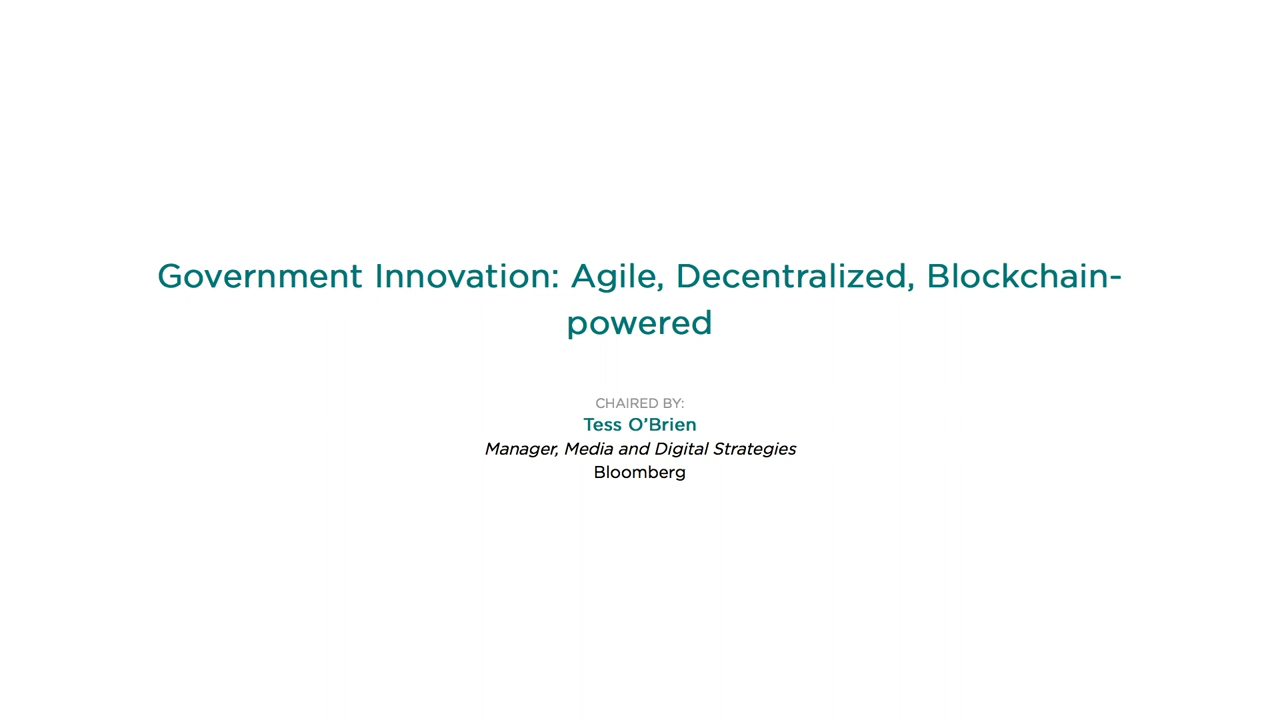 Government Innovation: Agile, Decentralized, Blockchain-
powered
CHAIRED BY:
Tess O’Brien
Manager, Media and Digital Strategies
Bloomberg